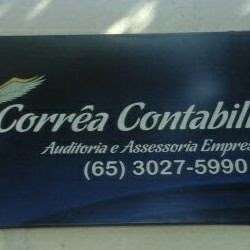 Corrêa Contabili
Auditoria e Assessoria Empres
(65) 3027-5990